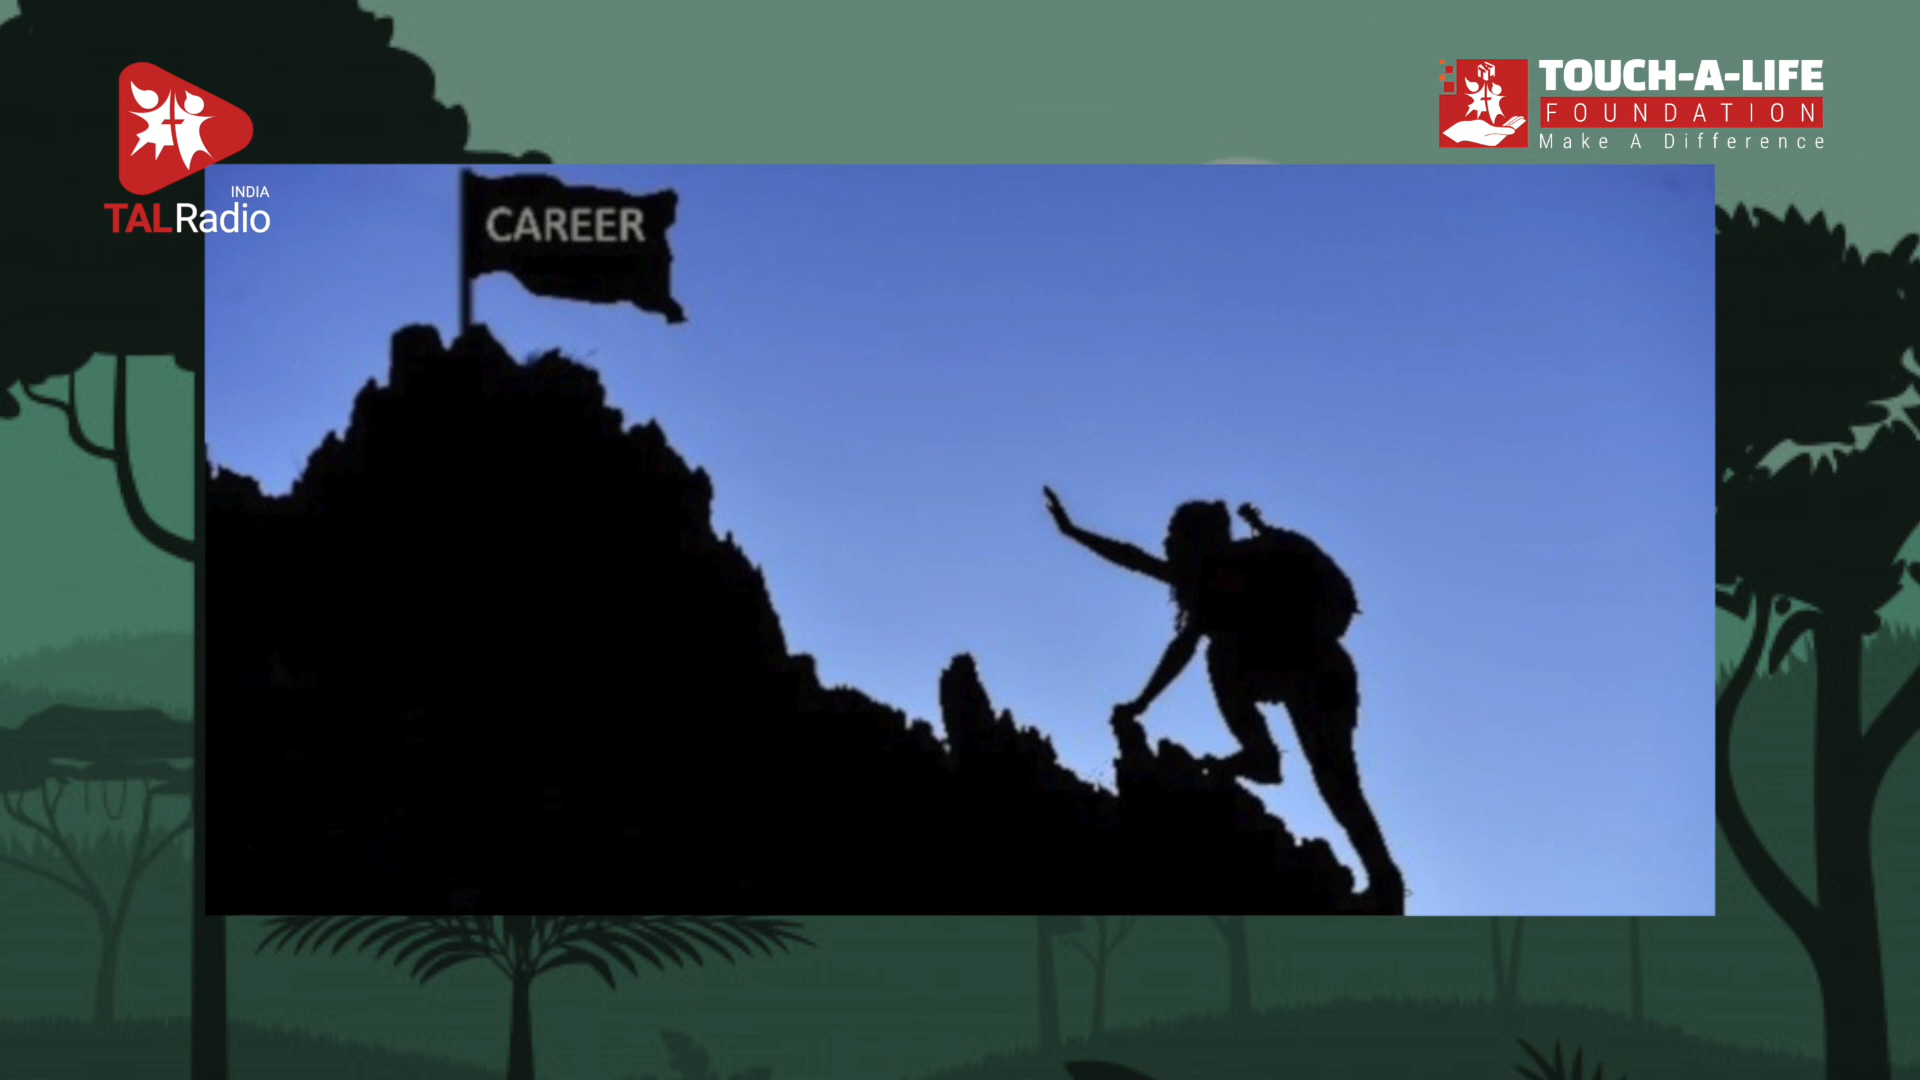 INDIA
TALRadio
TOUCH-A-LIFE
FOUNDATION
Make A Difference
CAREER